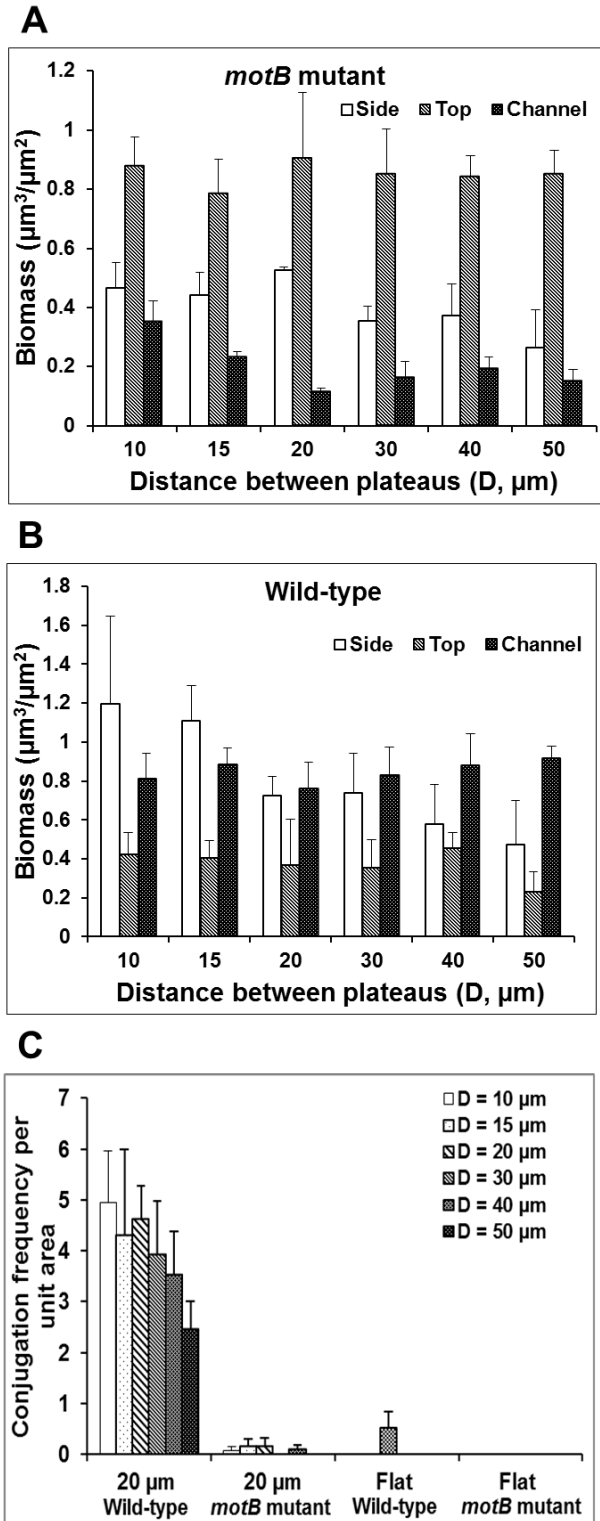 A
motB mutant
Side Top Channel
Biomass (µm³/µm²)
1.2
1
0.8
0.6
0.4
0.2
0
10 15 20 30 40 50
Distance between plateaus (D, µm)
B
Wild-type
Side Top Channel
Biomass (µm³/µm²)
1.8
1.6
1.4
1.2
1
0.8
0.6
0.4
0.2
0
10 15 20 30 40 50
Distance between plateaus (D, µm)
C
Conjugation frequency per
unit area
7
6
5
4
3
2
1
0
D = 10 µm
D = 15 µm
D = 20 µm
D = 30 µm
D = 40 µm
D = 50 µm
20 µm 20 µm Flat Flat
Wild-type motB mutant Wild-type motB mutant